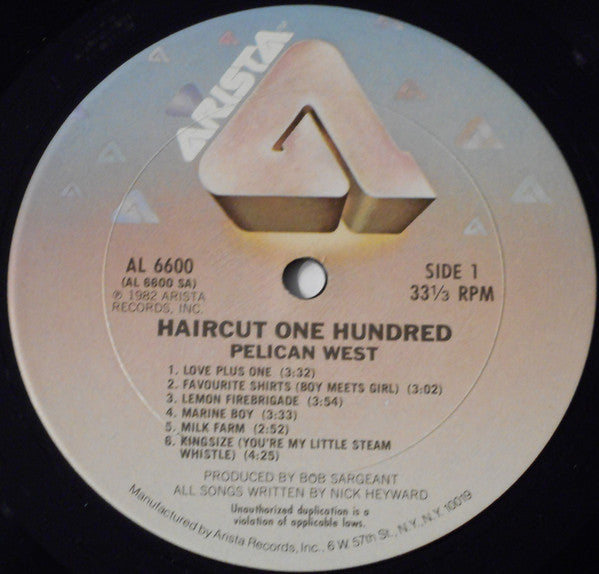 ARISTA
AL 6600
(AL 6600 SA)
℗ 1982 ARISTA
RECORDS, INC.
SIDE 1
33⅓ RPM
HAIRCUT ONE HUNDRED
PELICAN WEST
1. LOVE PLUS ONE (3:32)
2. FAVOURITE SHIRTS (BOY MEETS GIRL) (3:02)
3. LEMON FIREBRIGADE (3:54)
4. MARINE BOY (3:33)
5. MILK FARM (2:52)
6. KINGSIZE (YOU'RE MY LITTLE STEAM
WHISTLE) (4:25)
PRODUCED BY BOB SARGEANT
ALL SONGS WRITTEN BY NICK HEYWARD
Unauthorized duplication is a
violation of applicable laws.
Manufactured by Arista Records, Inc., 6 W. 57th St., N.Y., N.Y. 10019